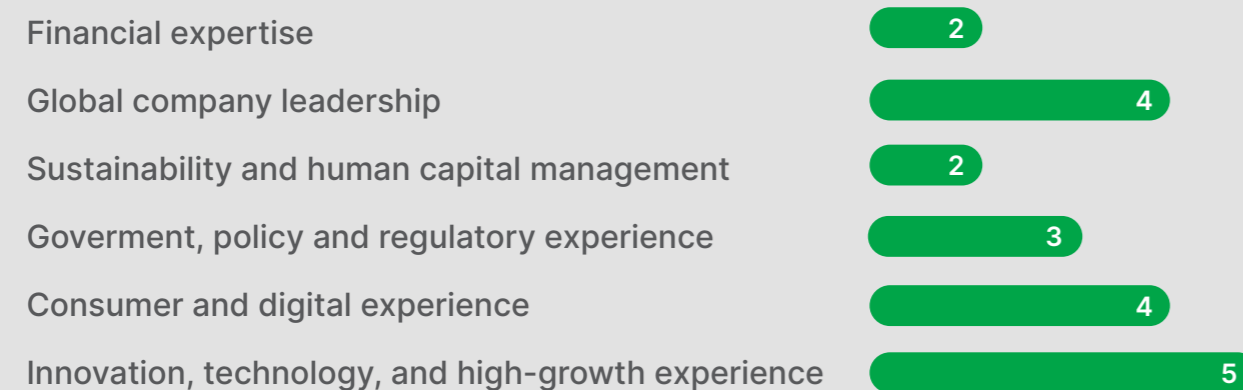 Financial expertise 2
Global company leadership 4
Sustainability and human capital management 2
Goverment, policy and regulatory experience 3
Consumer and digital experience 4
Innovation, technology, and high-growth experience 5